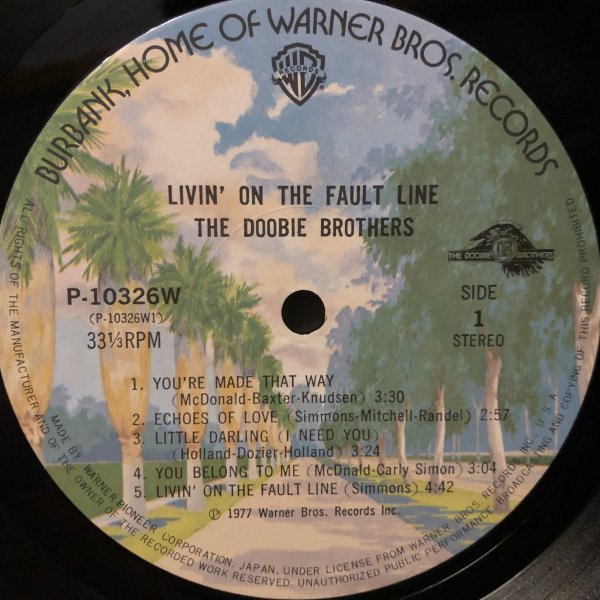 BURBANK, HOME OF WARNER BROS. RECORDS
RECORDS
LIVIN' ON THE FAULT LINE
THE DOOBIE BROTHERS
THE DOOBIE BROTHERS
P-10326W
(P-10326W1)
33⅓RPM
SIDE
1
STEREO
1. YOU'RE MADE THAT WAY
(McDonald-Baxter-Knudsen) 3:30
2. ECHOES OF LOVE (Simmons-Mitchell-Randel) 2:57
3. LITTLE DARLING (I NEED YOU)
(Holland-Dozier-Holland) 3:24
4. YOU BELONG TO ME (McDnald-Carly Simon) 3:04
5. LIVIN' ON THE FAULT LINE (Simmons) 4:42
Ⓟ 1977 Warner Bros. Records Inc.
MADE BY WARNER-PIONEER CORPORATION, JAPAN, UNDER LICENSE FROM WARNER BROS. RECORDS INC., U.S.A.
ALL RIGHTS OF THE MANUFACTURER AND OF THE OWNER OF THE RECORDED WORK RESERVED. UNAUTHORIZED PUBLIC PERFORMANCE, BROADCASTING AND COPYING OF THIS RECORD PROHIBITED